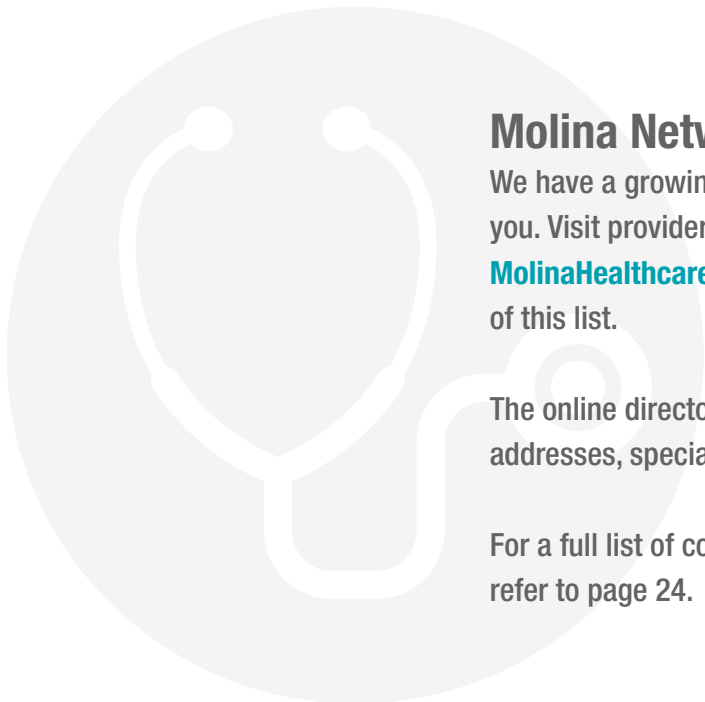 Molina Netw
We have a growin
you. Visit provider
MolinaHealthcare
of this list.
The online directo
addresses, specia
For a full list of co
refer to page 24.